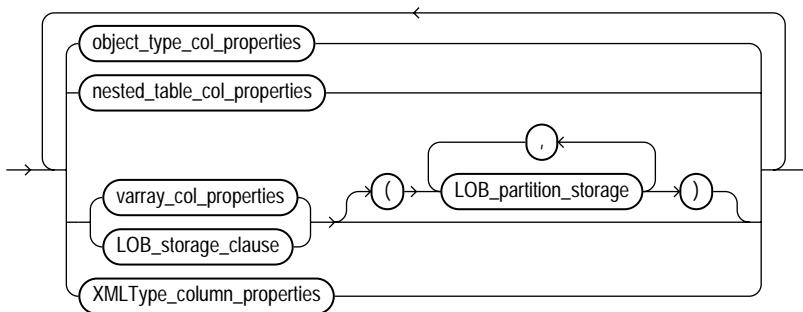 object_type_col_properties
nested_table_col_properties
,
varray_col_properties ( LOB_partition_storage )
LOB_storage_clause
XMLType_column_properties